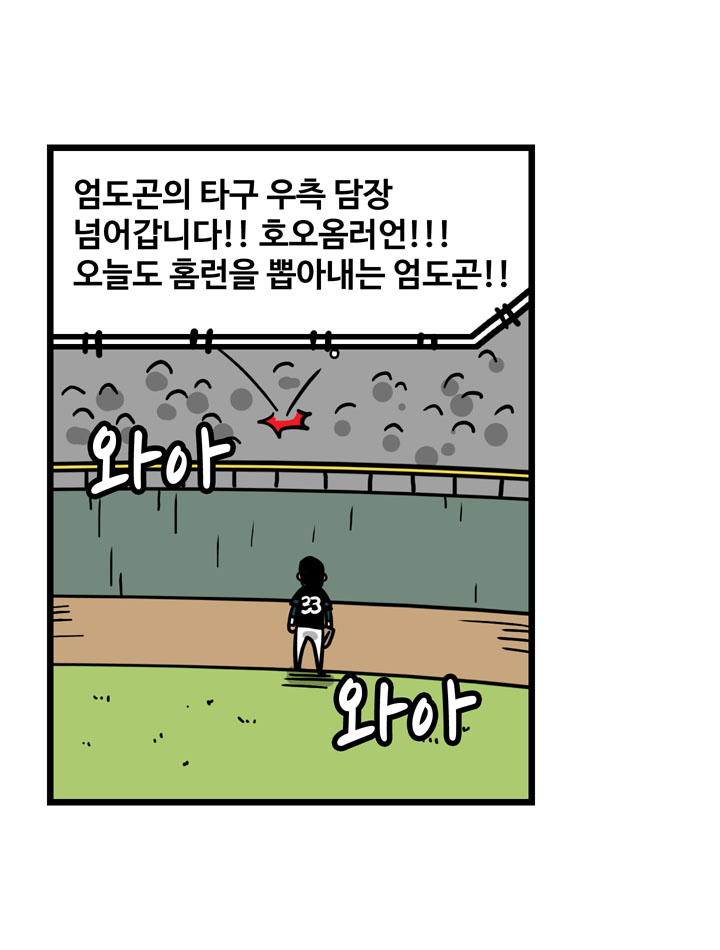 엄도곤의 타구 우측 담장
넘어갑니다!! 호오옴러언!!!
오늘도 홈런을 뽑아내는 엄도곤!!
와아
33
와아